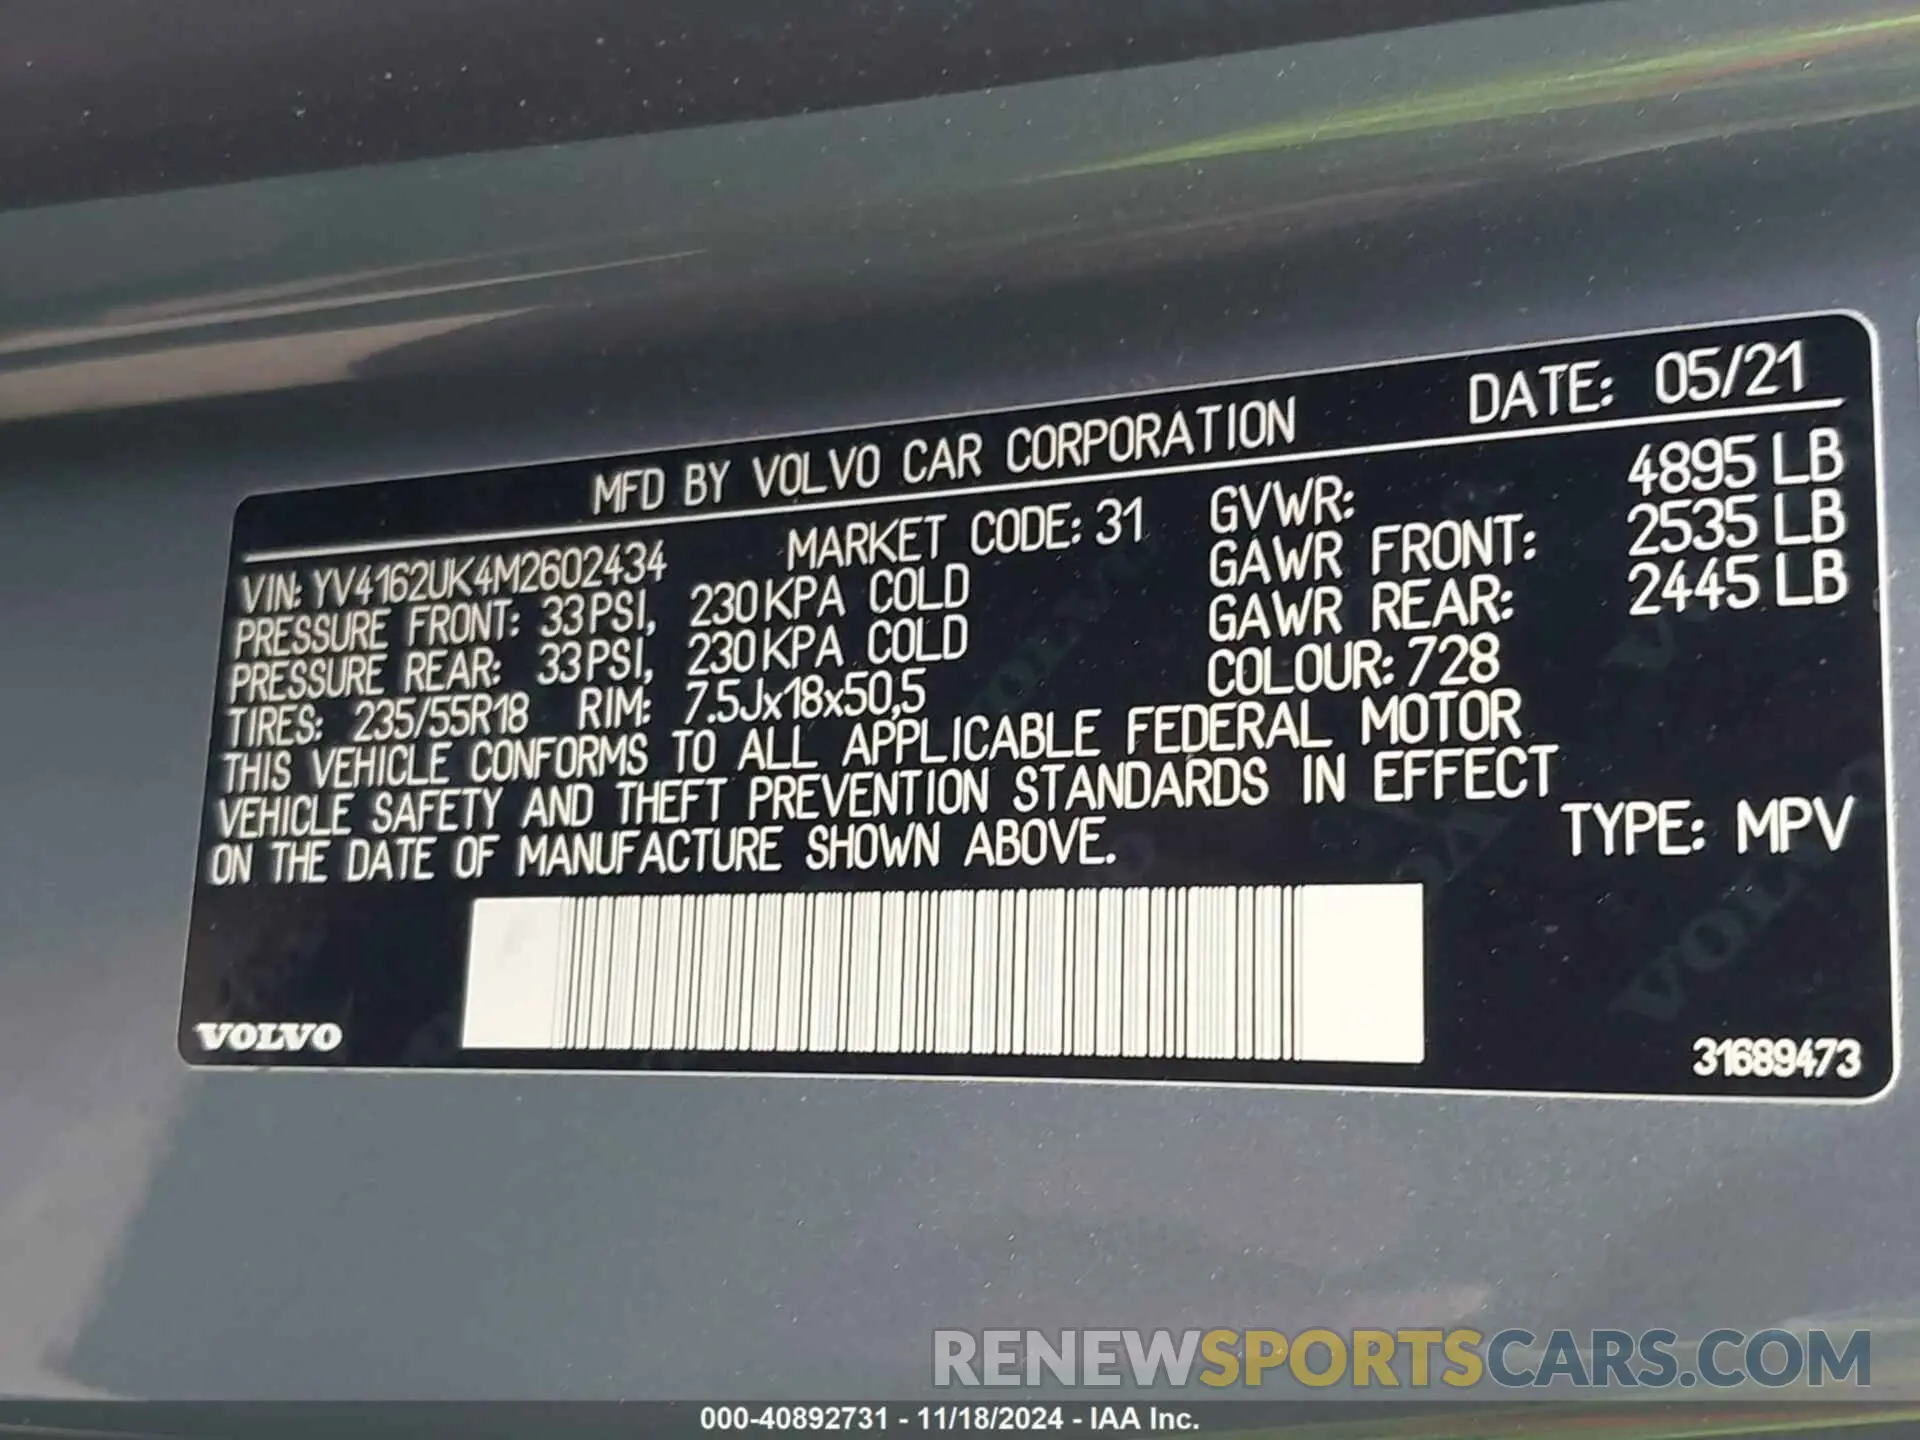 MFD BY VOLVO CAR CORPORATION DATE: 05/21
VIN: YV4162UK4M2602434 MARKET CODE: 31 GVWR: 4895 LB
PRESSURE FRONT: 33PSI, 230KPA COLD GAWR FRONT: 2535 LB
PRESSURE REAR: 33PSI, 230KPA COLD GAWR REAR: 2445 LB
TIRES: 235/55R18 RIM: 7.5Jx18x50,5 COLOUR: 728
THIS VEHICLE CONFORMS TO ALL APPLICABLE FEDERAL MOTOR
VEHICLE SAFETY AND THEFT PREVENTION STANDARDS IN EFFECT
ON THE DATE OF MANUFACTURE SHOWN ABOVE. TYPE: MPV
VOLVO 31689473
RENEWSPORTSCARS.COM
000-40892731 - 11/18/2024 - IAA Inc.